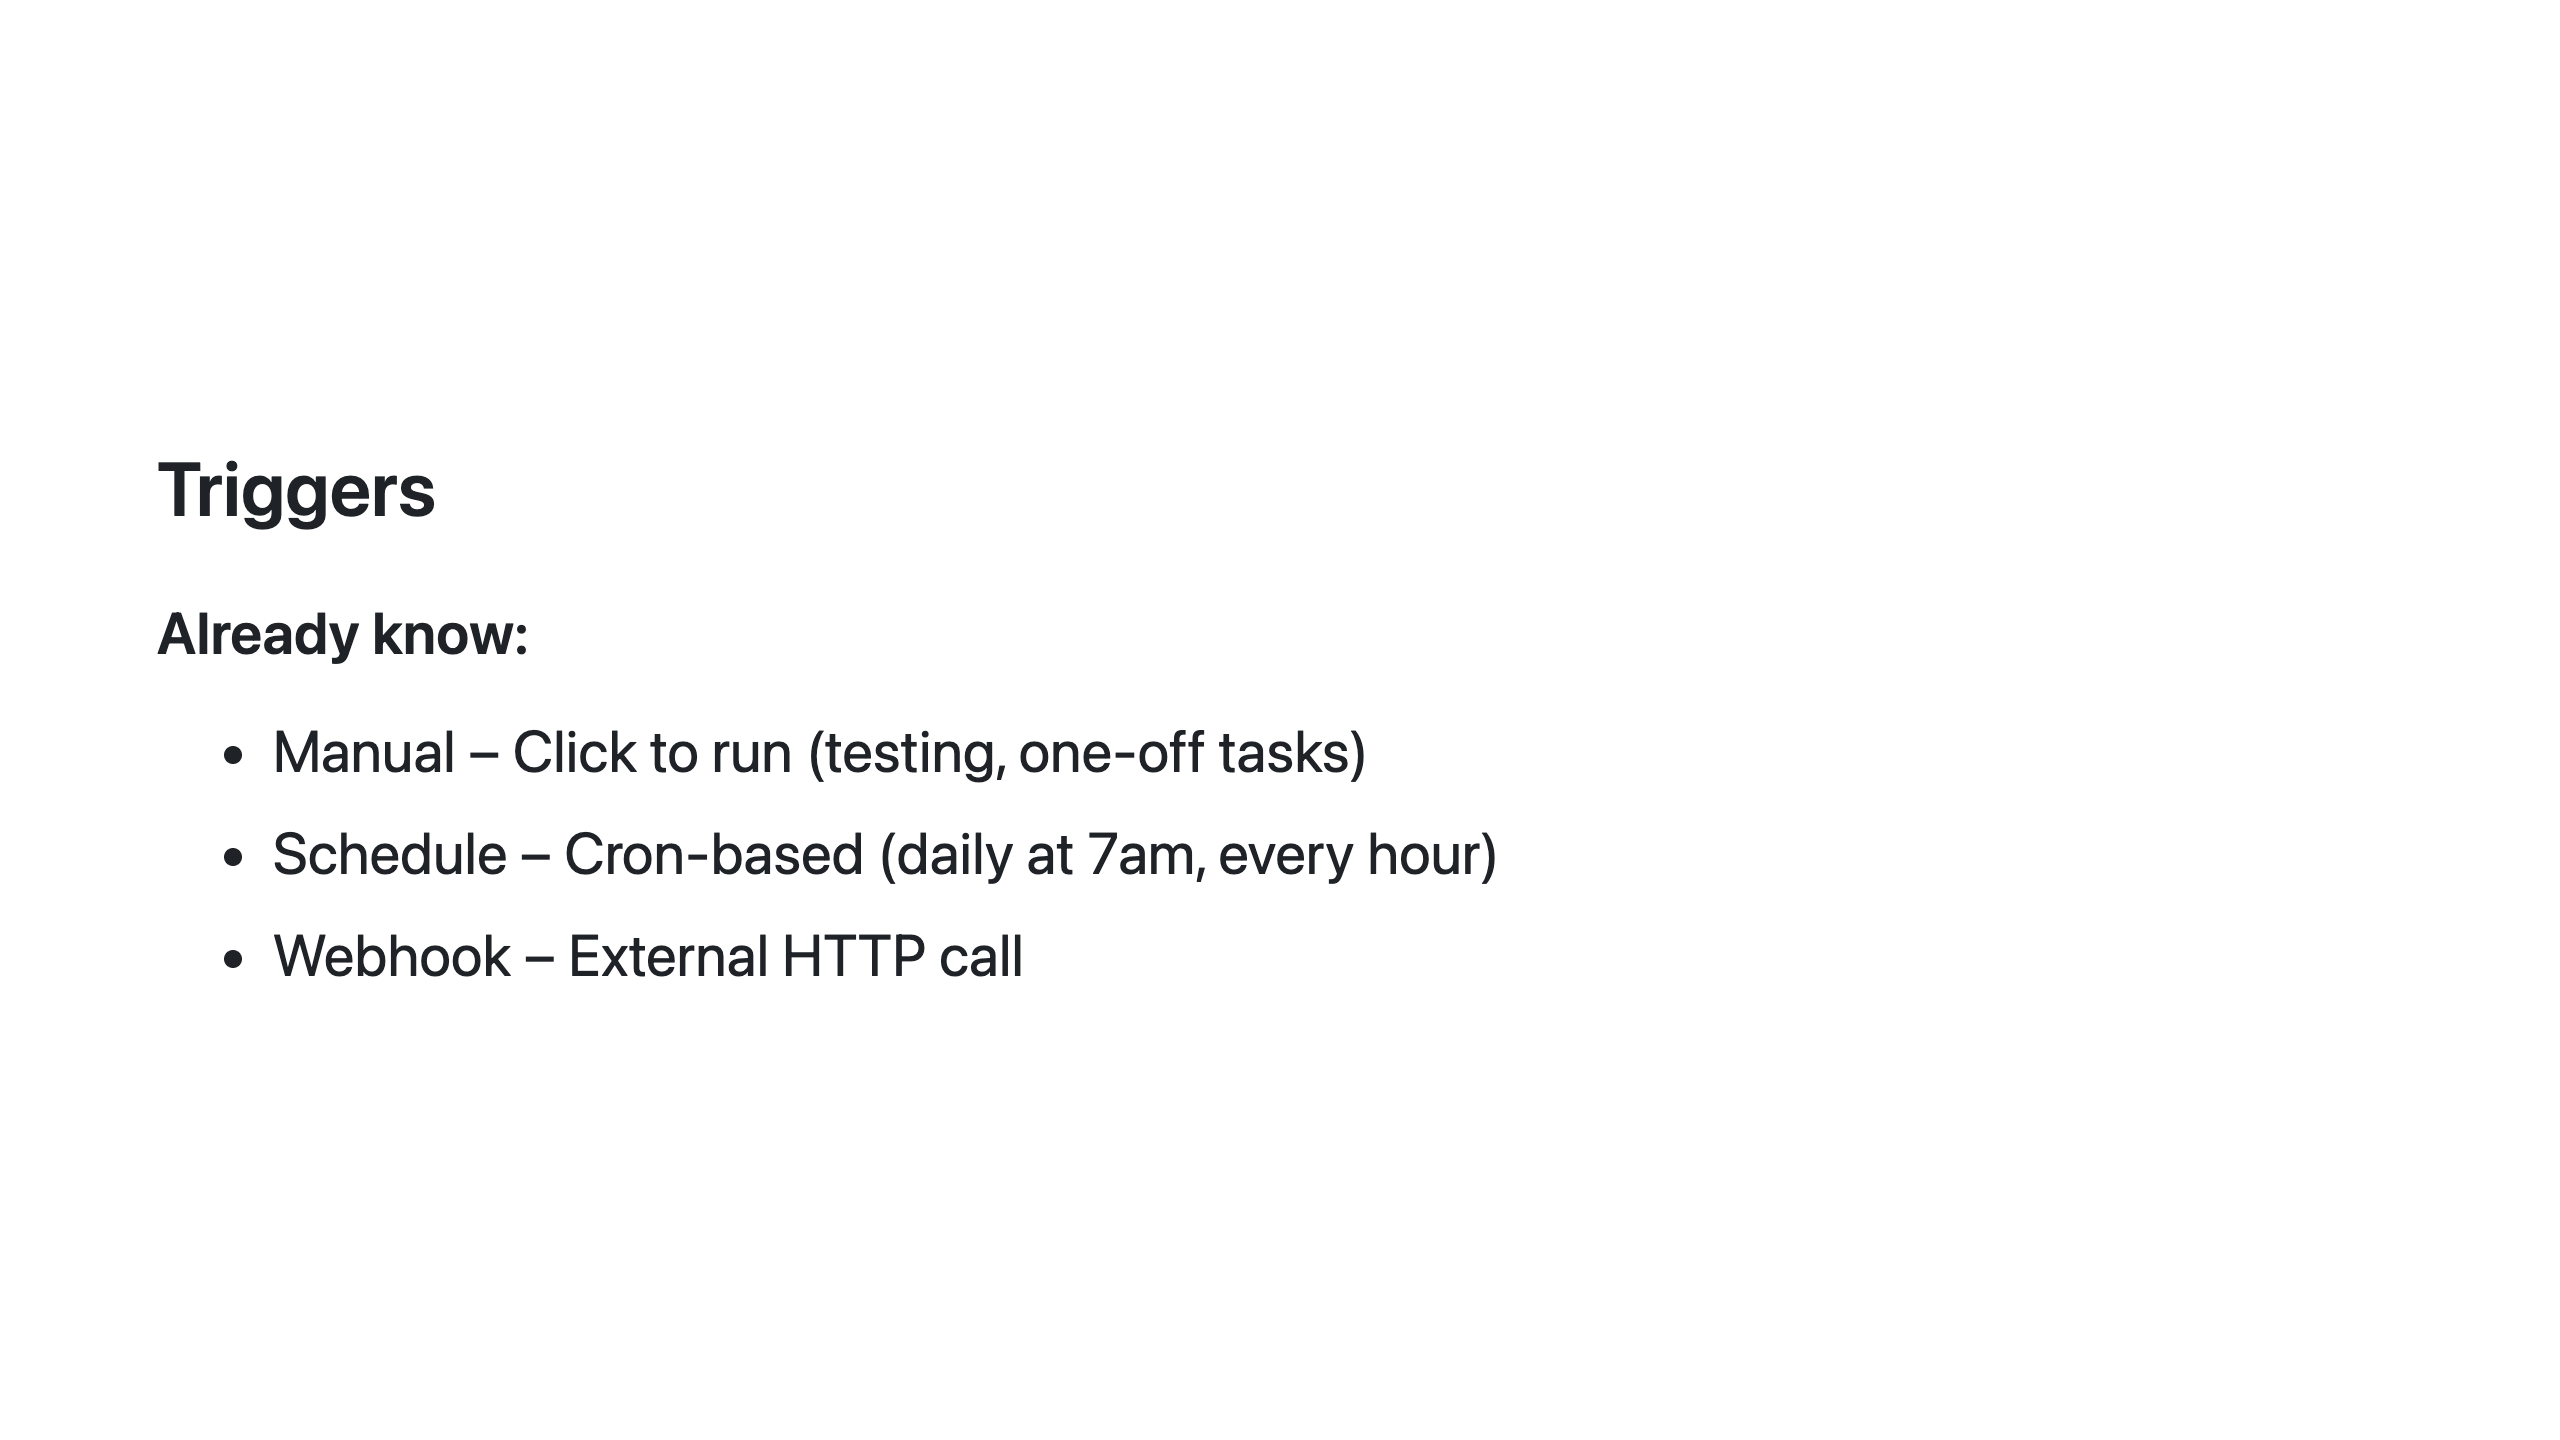 Triggers
Already know:
• Manual – Click to run (testing, one-off tasks)
• Schedule – Cron-based (daily at 7am, every hour)
• Webhook – External HTTP call